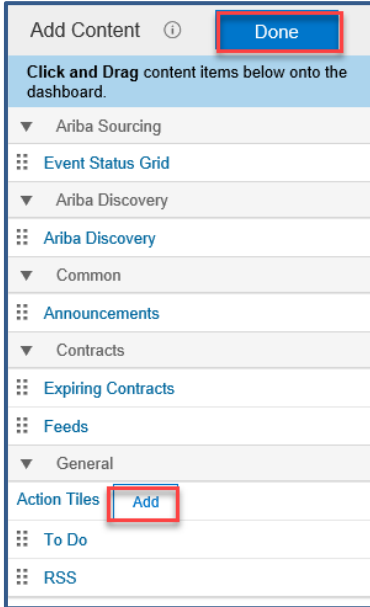 Add Content Done
Click and Drag content items below onto the
dashboard.
Ariba Sourcing
Event Status Grid
Ariba Discovery
Ariba Discovery
Common
Announcements
Contracts
Expiring Contracts
Feeds
General
Action Tiles Add
To Do
RSS